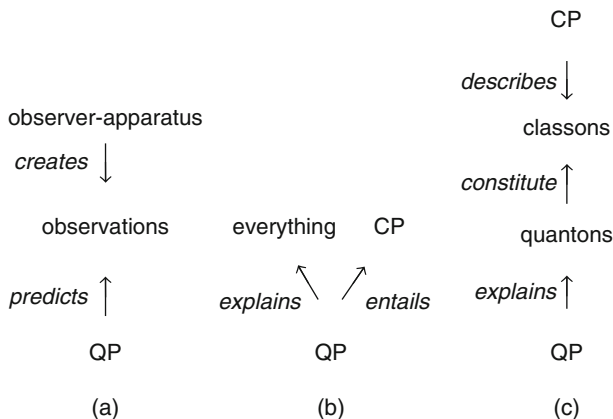 observer-apparatus
creates
observations
predicts
QP
(a)
everything CP
explains entails
QP
(b)
CP
describes
classons
constitute
quantons
explains
QP
(c)